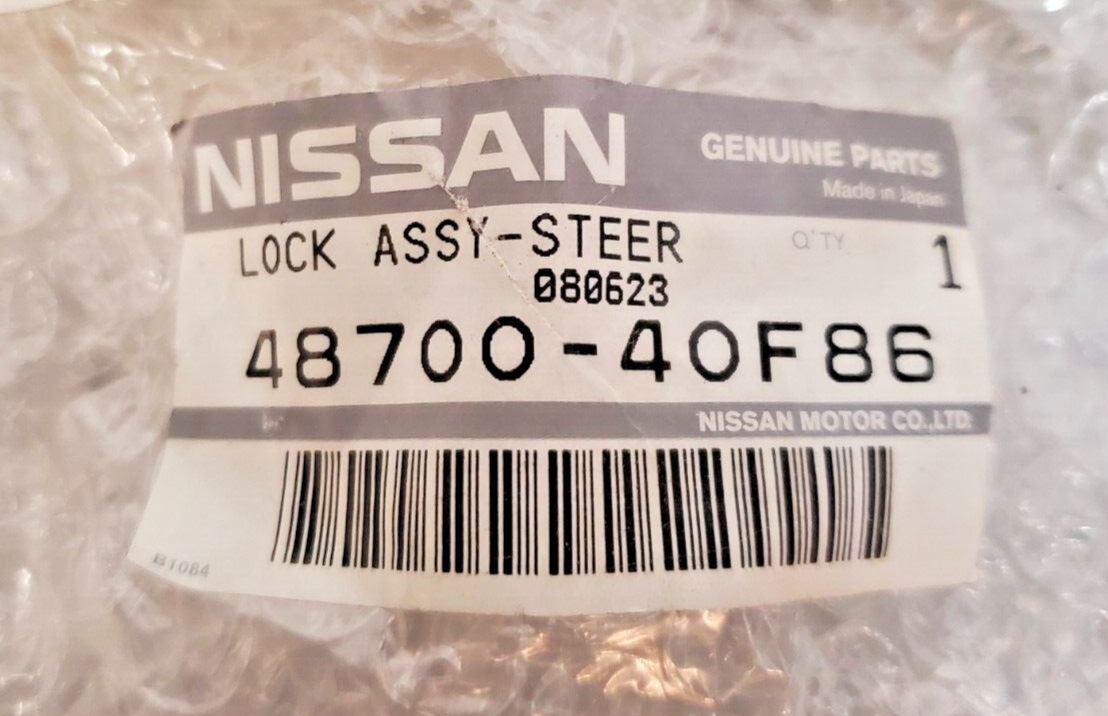 NISSAN GENUINE PARTS
Made in Japan
LOCK ASSY-STEER Q'TY 1
080623
48700-40F86
NISSAN MOTOR CO.,LTD.
B1084